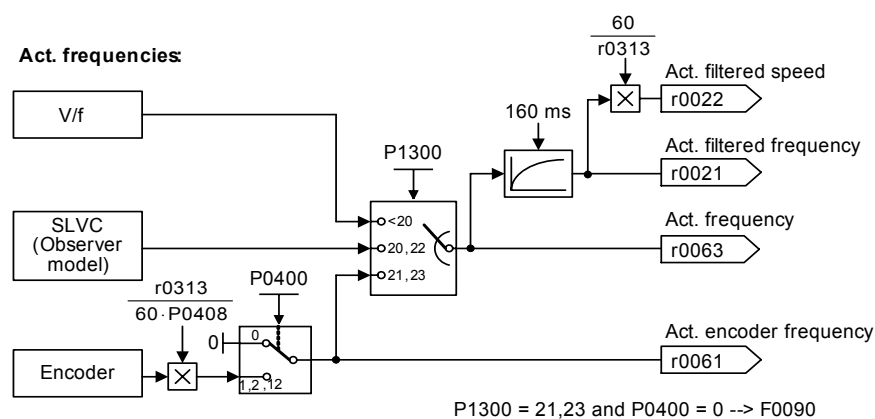 60
r0313
Act. frequencies:
Act. filtered speed
r0022
V/f
160 ms
Act. filtered frequency
r0021
P1300
<20
SLVC
(Observer
model)
20,22
Act. frequency
r0063
21,23
r0313
60·P0408
P0400
0
0
Act. encoder frequency
Encoder
1,2,12
r0061
P1300 = 21,23 and P0400 = 0 --> F0090